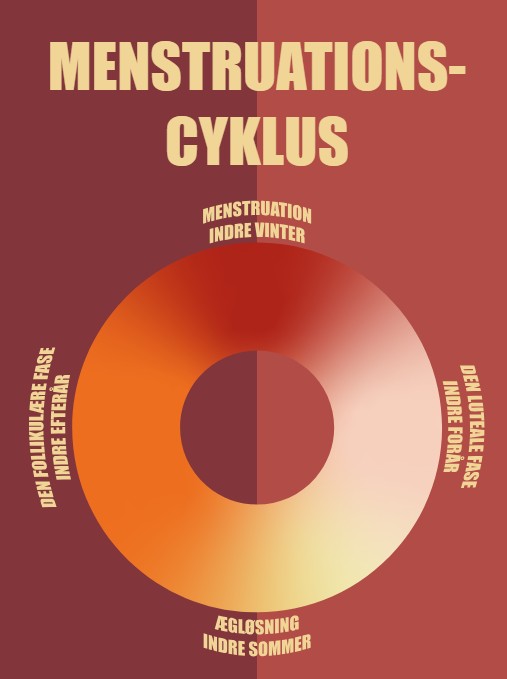 MENSTRUATIONS-
CYKLUS
MENSTRUATION
INDRE VINTER
DEN FOLLIKULÆRE FASE
INDRE EFTERÅR
DEN LUTEALE FASE
INDRE FORÅR
ÆGLØSNING
INDRE SOMMER